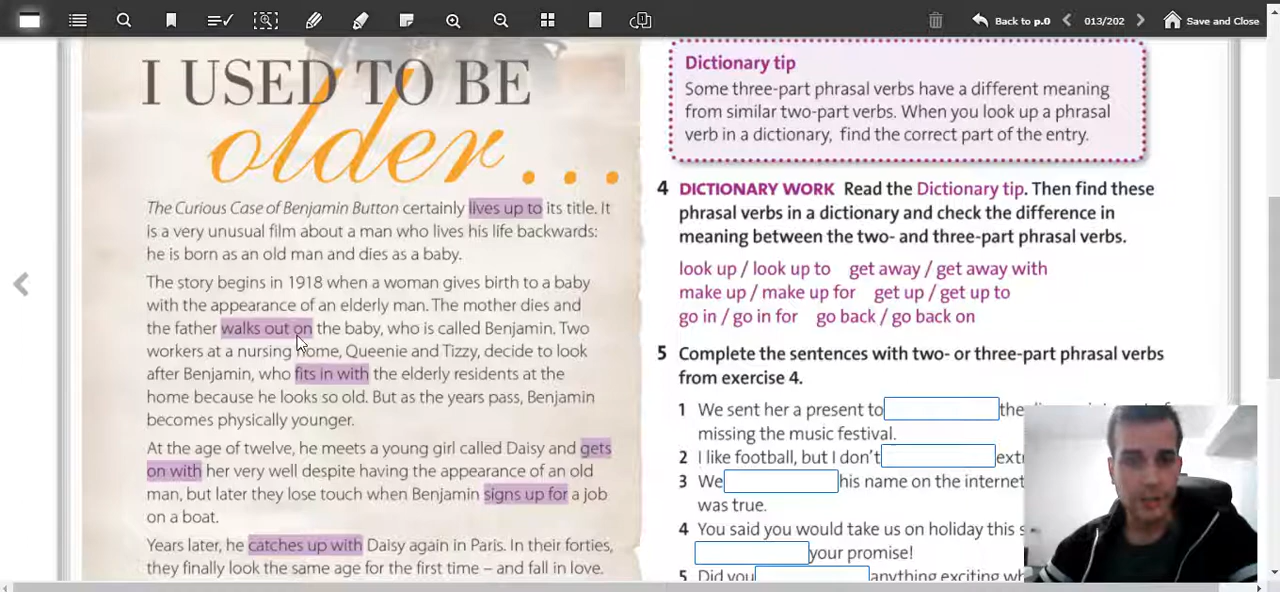 Back to p.0
013/202
Save and Close
I USED TO BE
older...
The Curious Case of Benjamin Button certainly lives up to its title. It
is a very unusual film about a man who lives his life backwards:
he is born as an old man and dies as a baby.
The story begins in 1918 when a woman gives birth to a baby
with the appearance of an elderly man. The mother dies and
the father walks out on the baby, who is called Benjamin. Two
workers at a nursing home, Queenie and Tizzy, decide to look
after Benjamin, who fits in with the elderly residents at the
home because he looks so old. But as the years pass, Benjamin
becomes physically younger.
At the age of twelve, he meets a young girl called Daisy and gets
on with her very well despite having the appearance of an old
man, but later they lose touch when Benjamin signs up for a job
on a boat.
Years later, he catches up with Daisy again in Paris. In their forties,
they finally look the same age for the first time – and fall in love.
Dictionary tip
Some three-part phrasal verbs have a different meaning
from similar two-part verbs. When you look up a phrasal
verb in a dictionary, find the correct part of the entry.
4 DICTIONARY WORK Read the Dictionary tip. Then find these
phrasal verbs in a dictionary and check the difference in
meaning between the two- and three-part phrasal verbs.
look up / look up to get away / get away with
make up / make up for get up / get up to
go in / go in for go back / go back on
5 Complete the sentences with two- or three-part phrasal verbs
from exercise 4.
1 We sent her a present to the
missing the music festival.
2 I like football, but I don't
3 We his name on the internet
was true.
4 You said you would take us on holiday this
your promise!
5 Did you anything exciting